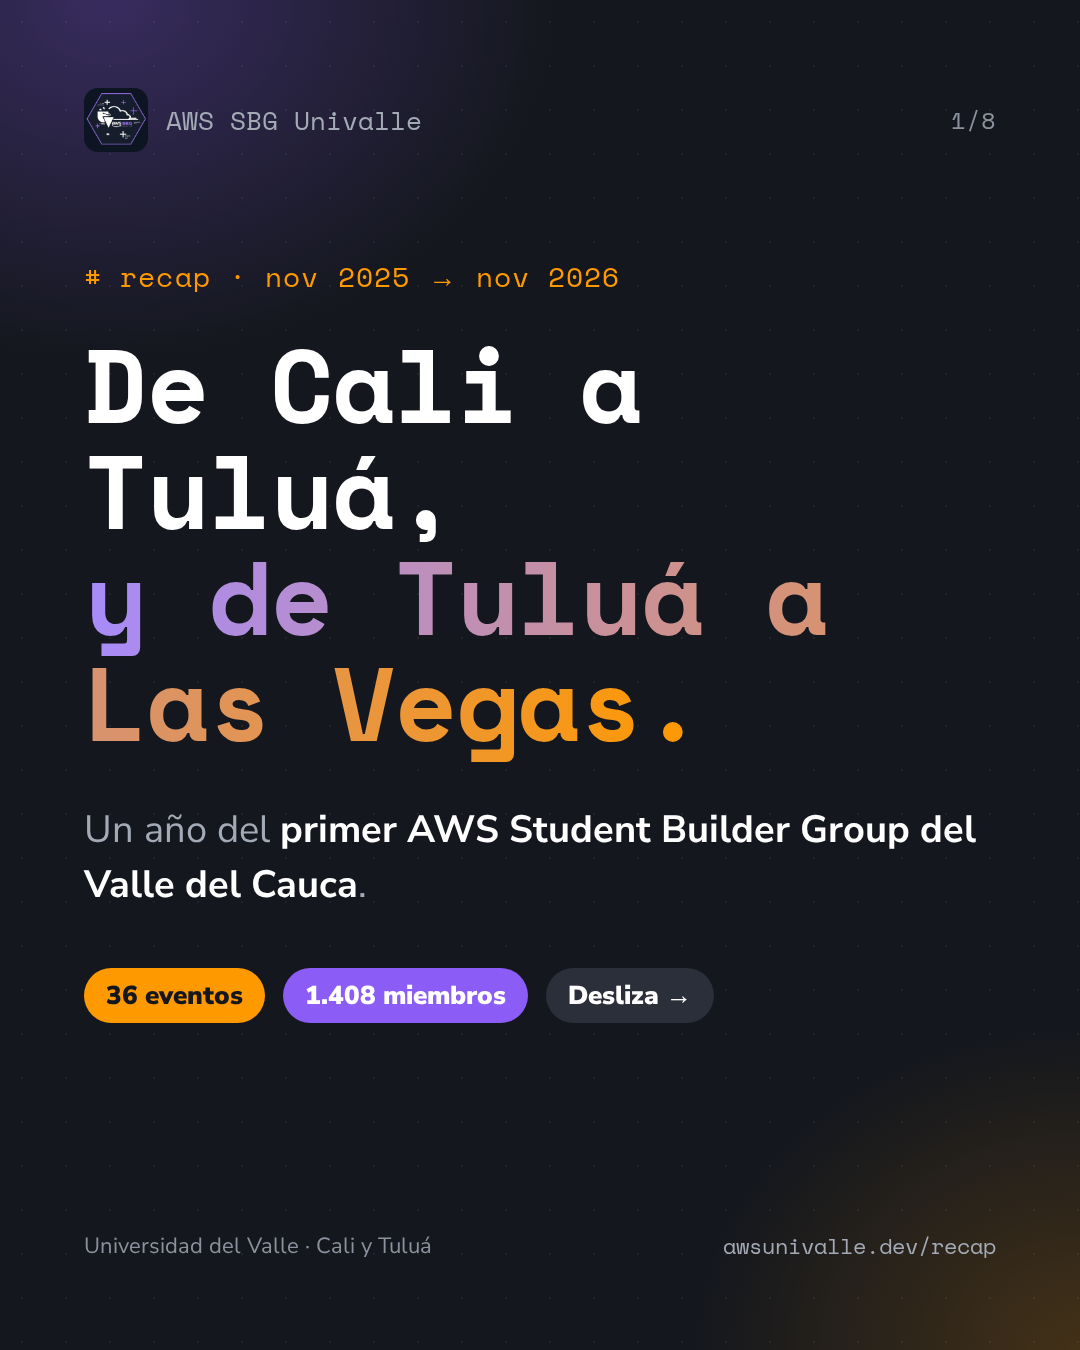 AWS SBG Univalle
1/8
# recap · nov 2025 → nov 2026
De Cali a
Tuluá,
y de Tuluá a
Las Vegas.
Un año del primer AWS Student Builder Group del
Valle del Cauca.
36 eventos
1.408 miembros
Desliza →
Universidad del Valle · Cali y Tuluá
awsunivalle.dev/recap